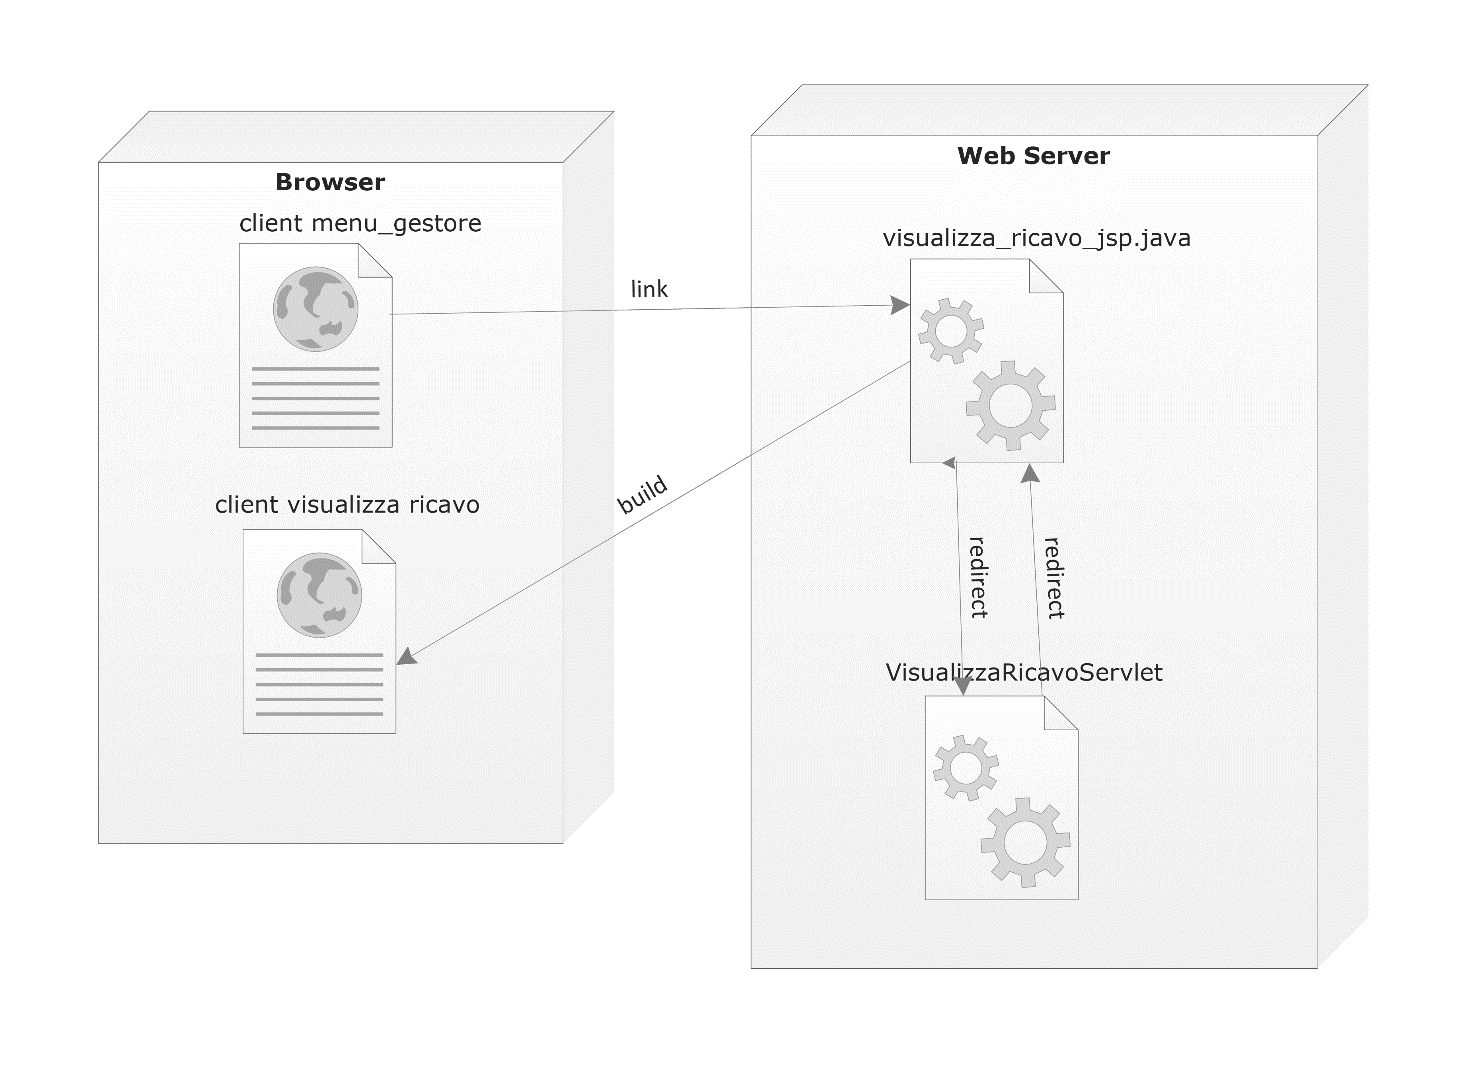 Browser
client menu_gestore
client visualizza ricavo
link
build
Web Server
visualizza_ricavo_jsp.java
redirect
redirect
VisualizzaRicavoServlet